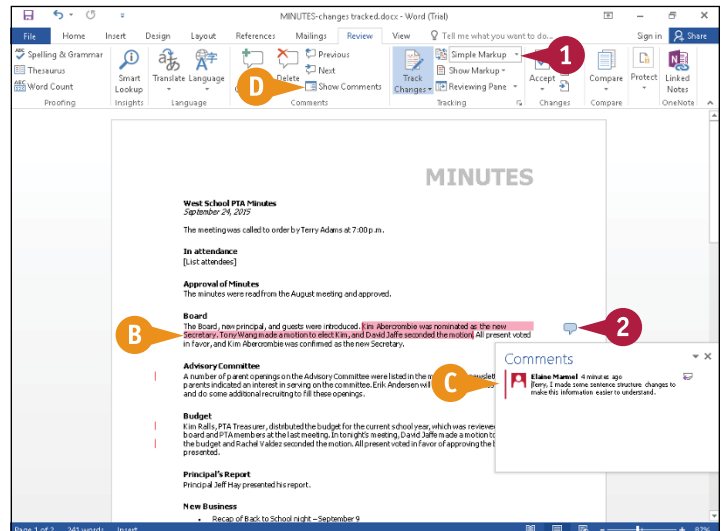 MINUTES-changes tracked.docx - Word (Trial)
File Home Insert Design Layout References Mailings Review View Tell me what you want to do... Sign in Share
Spelling & Grammar
Thesaurus
Word Count
Proofing
Smart
Lookup
Insights
Translate Language
Language
Delete
Previous
Next
Show Comments
Comments
Track
Changes
Simple Markup
Show Markup
Reviewing Pane
Tracking
Accept
Changes
Compare
Compare
Protect
Linked
Notes
OneNote
1
D
MINUTES
West School PTA Minutes
September 24, 2015
The meeting was called to order by Terry Adams at 7:00 p.m.
In attendance
[List attendees]
Approval of Minutes
The minutes were read from the August meeting and approved.
Board
The Board, new principal, and guests were introduced. Kim Abercrombie was nominated as the new
Secretary. Tony Wang made a motion to elect Kim, and David Jaffe seconded the motion. All present voted
in favor, and Kim Abercrombie was confirmed as the new Secretary.
B
2
Advisory Committee
A number of parent openings on the Advisory Committee were listed in the
parents indicated an interest in serving on the committee. Erik Andersen will
and do some additional recruiting to fill these openings.
Budget
Kim Ralls, PTA Treasurer, distributed the budget for the current school year, which was reviewed
board and PTA members at the last meeting. In tonight's meeting, David Jaffe made a motion to
the budget and Rachel Valdez seconded the motion. All present voted in favor of approving the
presented.
Principal's Report
Principal Jeff Hay presented his report.
New Business
• Recap of Back to School night – September 9
Comments
Elaine Marmel 4 minutes ago
Terry, I made some sentence structure changes to
make this information easier to understand.
C
Page 1 of 2 241 words Insert
87%